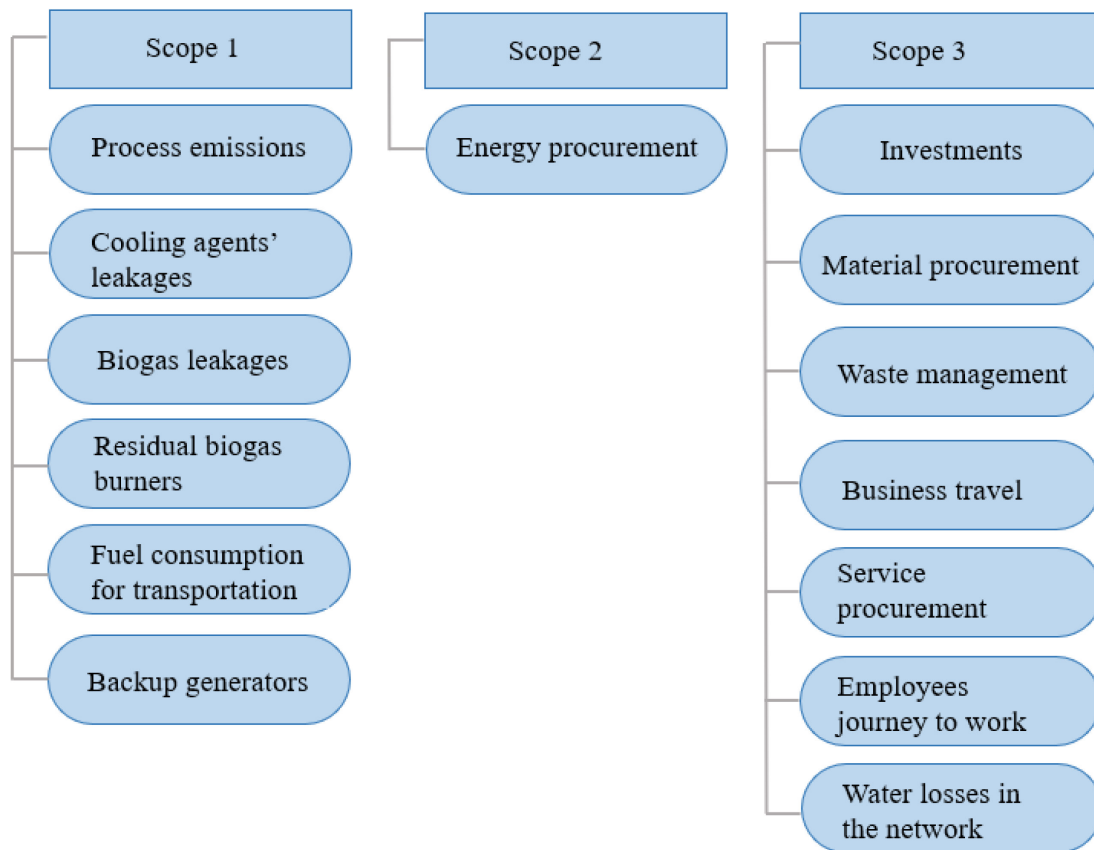 Scope 1
Process emissions
Cooling agents’
leakages
Biogas leakages
Residual biogas
burners
Fuel consumption
for transportation
Backup generators
Scope 2
Energy procurement
Scope 3
Investments
Material procurement
Waste management
Business travel
Service
procurement
Employees
journey to work
Water losses in
the network